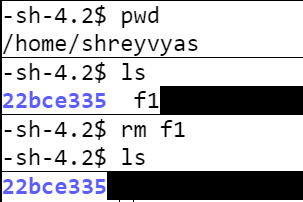 -sh-4.2$ pwd
/home/shreyvyas
-sh-4.2$ ls
22bce335  f1
-sh-4.2$ rm f1
-sh-4.2$ ls
22bce335